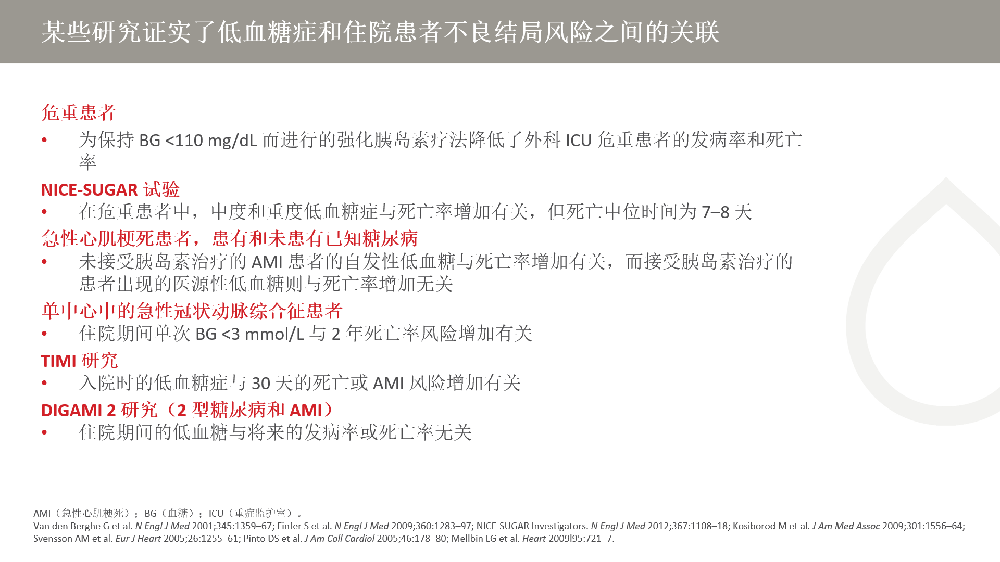 某些研究证实了低血糖症和住院患者不良结局风险之间的关联
危重患者
• 为保持 BG <110 mg/dL 而进行的强化胰岛素疗法降低了外科 ICU 危重患者的发病率和死亡
率
NICE-SUGAR 试验
• 在危重患者中，中度和重度低血糖症与死亡率增加有关，但死亡中位时间为 7–8 天
急性心肌梗死患者，患有和未患有已知糖尿病
• 未接受胰岛素治疗的 AMI 患者的自发性低血糖与死亡率增加有关，而接受胰岛素治疗的
患者出现的医源性低血糖则与死亡率增加无关
单中心中的急性冠状动脉综合征患者
• 住院期间单次 BG <3 mmol/L 与 2 年死亡率风险增加有关
TIMI 研究
• 入院时的低血糖症与 30 天的死亡或 AMI 风险增加有关
DIGAMI 2 研究（2 型糖尿病和 AMI）
• 住院期间的低血糖与将来的发病率或死亡率无关
AMI（急性心肌梗死）；BG（血糖）；ICU（重症监护室）。
Van den Berghe G et al. N Engl J Med 2001;345:1359–67; Finfer S et al. N Engl J Med 2009;360:1283–97; NICE-SUGAR Investigators. N Engl J Med 2012;367:1108–18; Kosiborod M et al. J Am Med Assoc 2009;301:1556–64;
Svensson AM et al. Eur J Heart 2005;26:1255–61; Pinto DS et al. J Am Coll Cardiol 2005;46:178–80; Mellbin LG et al. Heart 2009l95:721–7.